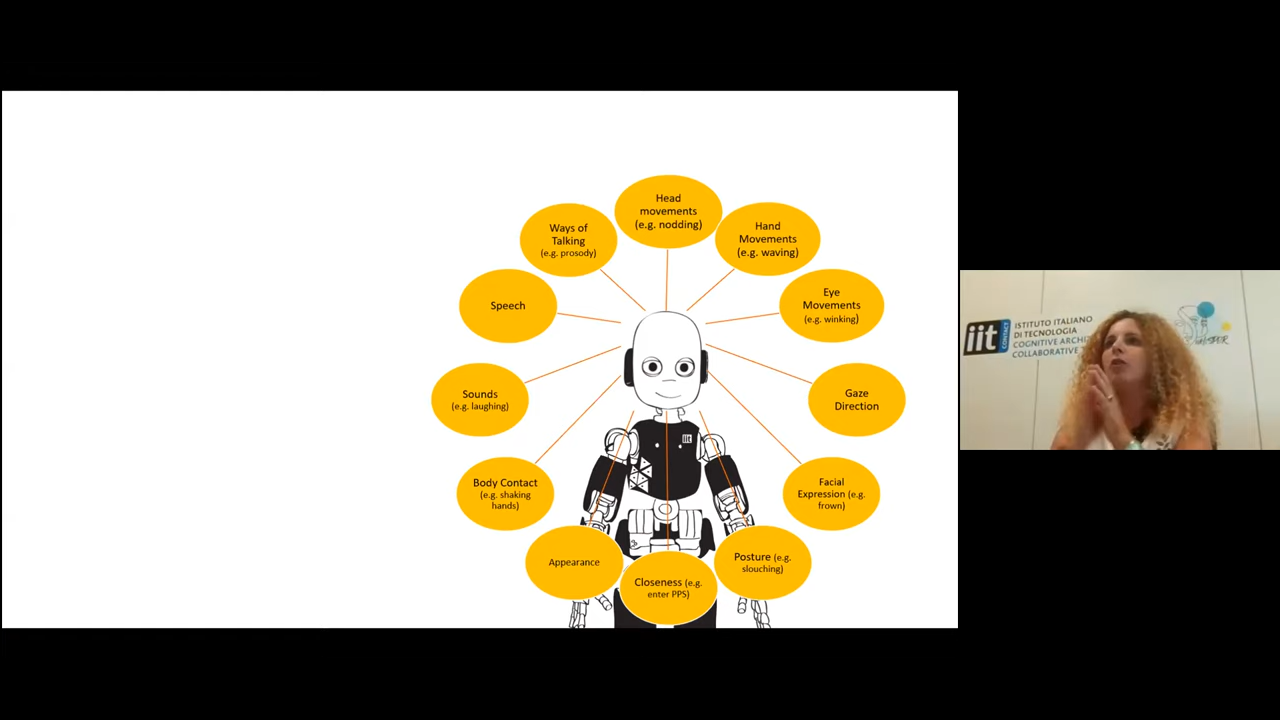 Head
movements
(e.g. nodding)
Hand
Movements
(e.g. waving)
Eye
Movements
(e.g. winking)
Gaze
Direction
Facial
Expression (e.g.
frown)
Posture (e.g.
slouching)
Closeness (e.g.
enter PPS)
Appearance
Body Contact
(e.g. shaking
hands)
Sounds
(e.g. laughing)
Speech
Ways of
Talking
(e.g. prosody)
iit
iit
CONTACT
ISTITUTO ITALIANO
DI TECNOLOGIA
COGNITIVE ARCHI
COLLABORATIVE